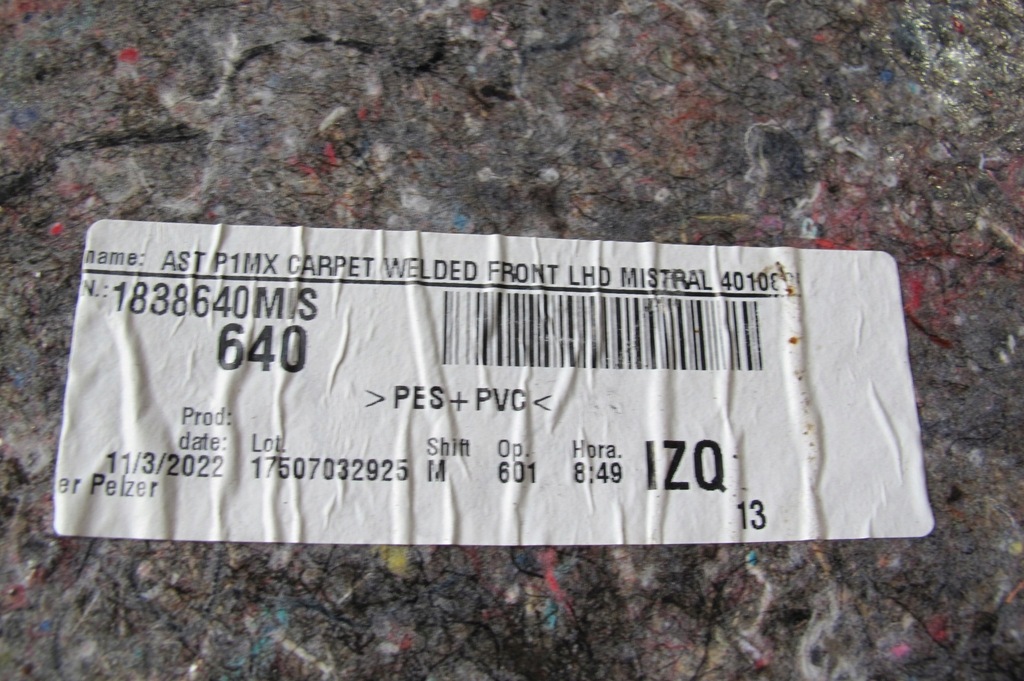 name: AST P1MX CARPET WELDED FRONT LHD MISTRAL
N.: 1838640MIS
640
>PES+PVC<
Prod: date: Lot. Shift Op. Hora.
11/3/2022 17507032925 M 601 8:49 IZQ
er Pelzer
13